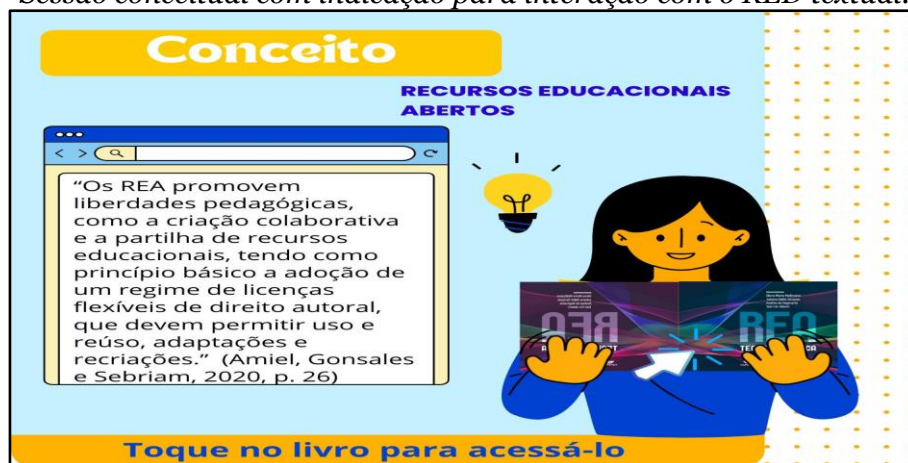 Sessão conceitual com indicação para interação com o RED textual.
Conceito
RECURSOS EDUCACIONAIS
ABERTOS
"Os REA promovem
liberdades pedagógicas,
como a criação colaborativa
e a partilha de recursos
educacionais, tendo como
princípio básico a adoção de
um regime de licenças
flexíveis de direito autoral,
que devem permitir uso e
reúso, adaptações e
recriações." (Amiel, Gonsales
e Sebriam, 2020, p. 26)
REA
Toque no livro para acessá-lo